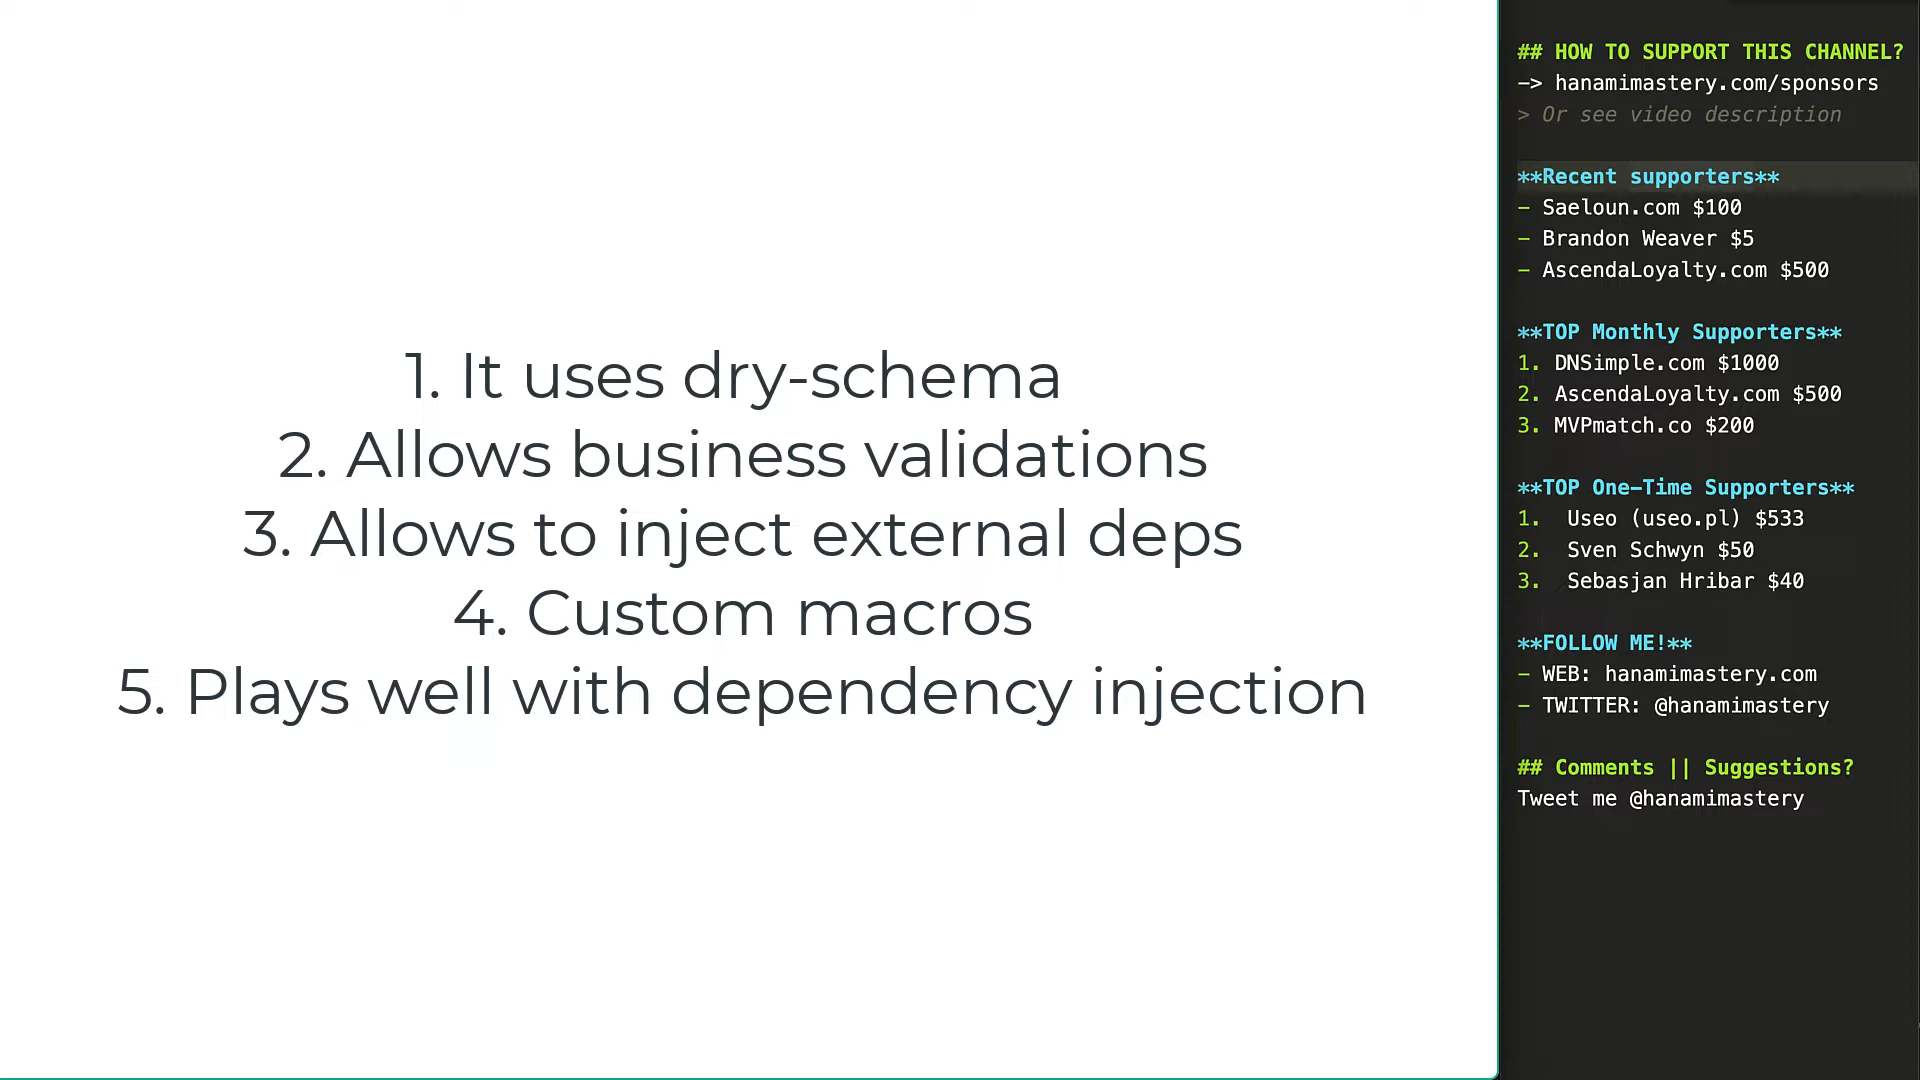 1. It uses dry-schema
2. Allows business validations
3. Allows to inject external deps
4. Custom macros
5. Plays well with dependency injection
## HOW TO SUPPORT THIS CHANNEL?
-> hanamimastery.com/sponsors
> Or see video description
**Recent supporters**
- Saeloun.com $100
- Brandon Weaver $5
- AscendaLoyalty.com $500
**TOP Monthly Supporters**
1. DNSimple.com $1000
2. AscendaLoyalty.com $500
3. MVPmatch.co $200
**TOP One-Time Supporters**
1. Useo (useo.pl) $533
2. Sven Schwyn $50
3. Sebasjan Hribar $40
**FOLLOW ME!**
- WEB: hanamimastery.com
- TWITTER: @hanamimastery
## Comments || Suggestions?
Tweet me @hanamimastery